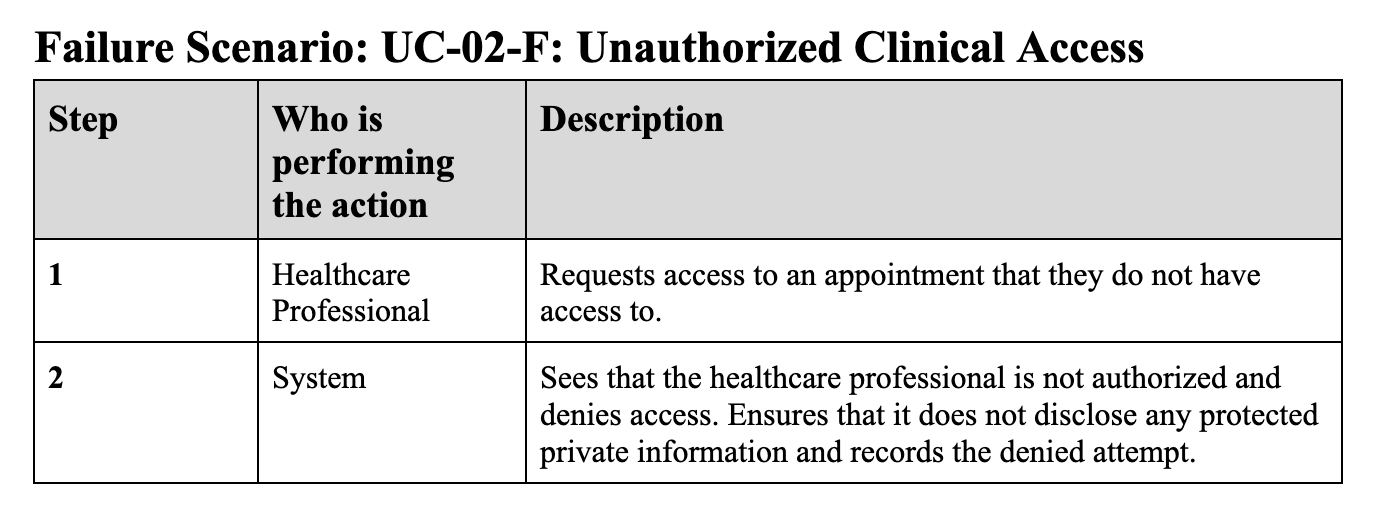 Failure Scenario: UC-02-F: Unauthorized Clinical Access
Step
Who is
performing
the action
Description
1
Healthcare
Professional
Requests access to an appointment that they do not have
access to.
2
System
Sees that the healthcare professional is not authorized and
denies access. Ensures that it does not disclose any protected
private information and records the denied attempt.